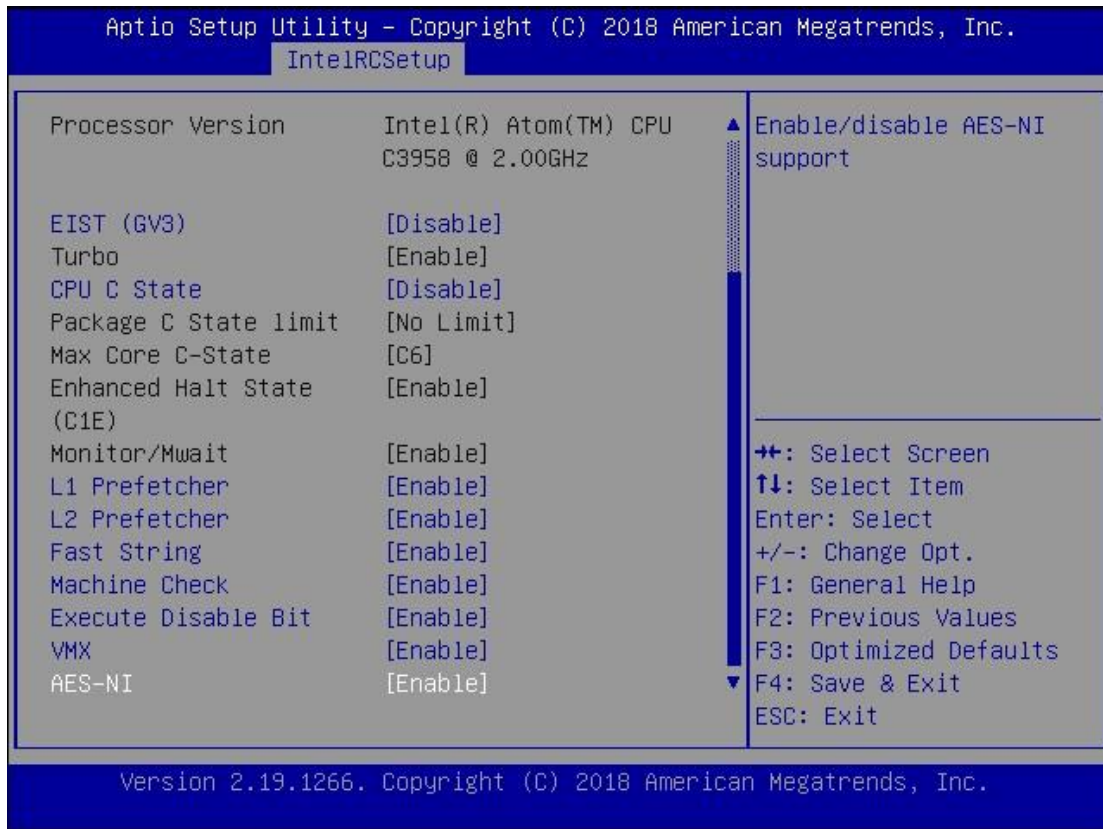 Aptio Setup Utility – Copyright (C) 2018 American Megatrends, Inc.
IntelRCSetup
Processor Version Intel(R) Atom(TM) CPU
C3958 @ 2.00GHz
EIST (GV3) [Disable]
Turbo [Enable]
CPU C State [Disable]
Package C State limit [No Limit]
Max Core C-State [C6]
Enhanced Halt State [Enable]
(C1E)
Monitor/Mwait [Enable]
L1 Prefetcher [Enable]
L2 Prefetcher [Enable]
Fast String [Enable]
Machine Check [Enable]
Execute Disable Bit [Enable]
VMX [Enable]
AES-NI [Enable]
Enable/disable AES-NI
support
→←: Select Screen
↑↓: Select Item
Enter: Select
+/-: Change Opt.
F1: General Help
F2: Previous Values
F3: Optimized Defaults
F4: Save & Exit
ESC: Exit
Version 2.19.1266. Copyright (C) 2018 American Megatrends, Inc.